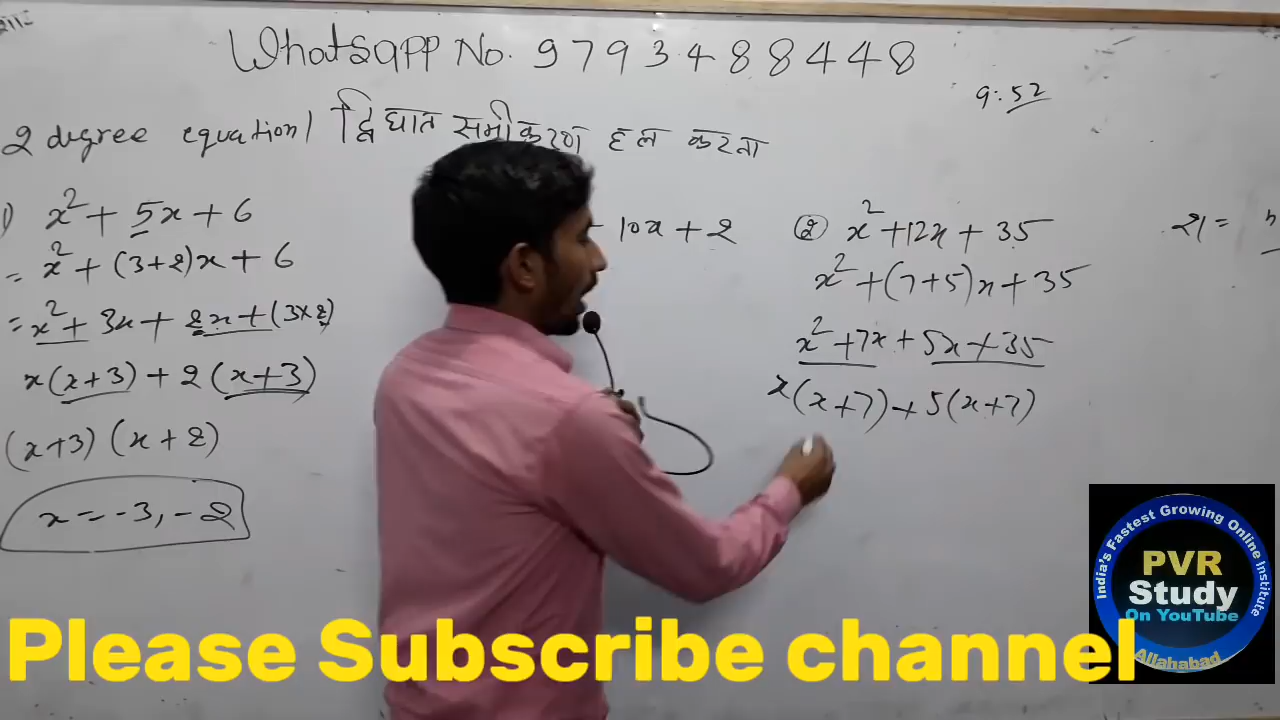 Whatsapp No. 9793488448
9:52
2 degree equation / द्विघात समीकरण हल करना
1) x² + 5x + 6
= x² + (3+2)x + 6
= x² + 3x + 2x + (3×2)
x(x+3) + 2(x+3)
(x+3) (x+2)
x = -3, -2
- 10x + 2
② x² + 12x + 35
x² + (7+5)x + 35
x² + 7x + 5x + 35
x(x+7) + 5(x+7)
21 =
India's Fastest Growing Online Institute
PVR
Study
On YouTube
Allahabad
Please Subscribe channel